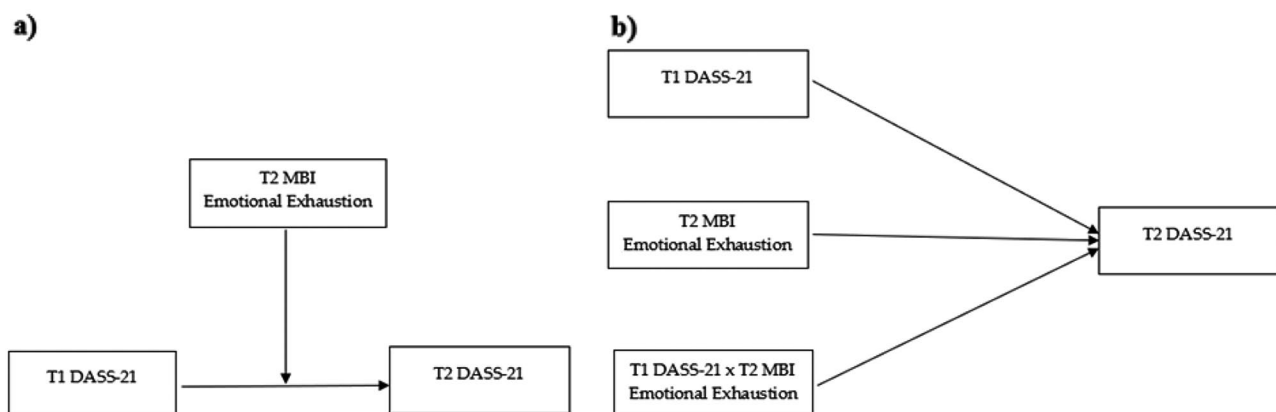 a)
T2 MBI
Emotional Exhaustion
T1 DASS-21
T2 DASS-21
b)
T1 DASS-21
T2 MBI
Emotional Exhaustion
T2 DASS-21
T1 DASS-21 x T2 MBI
Emotional Exhaustion